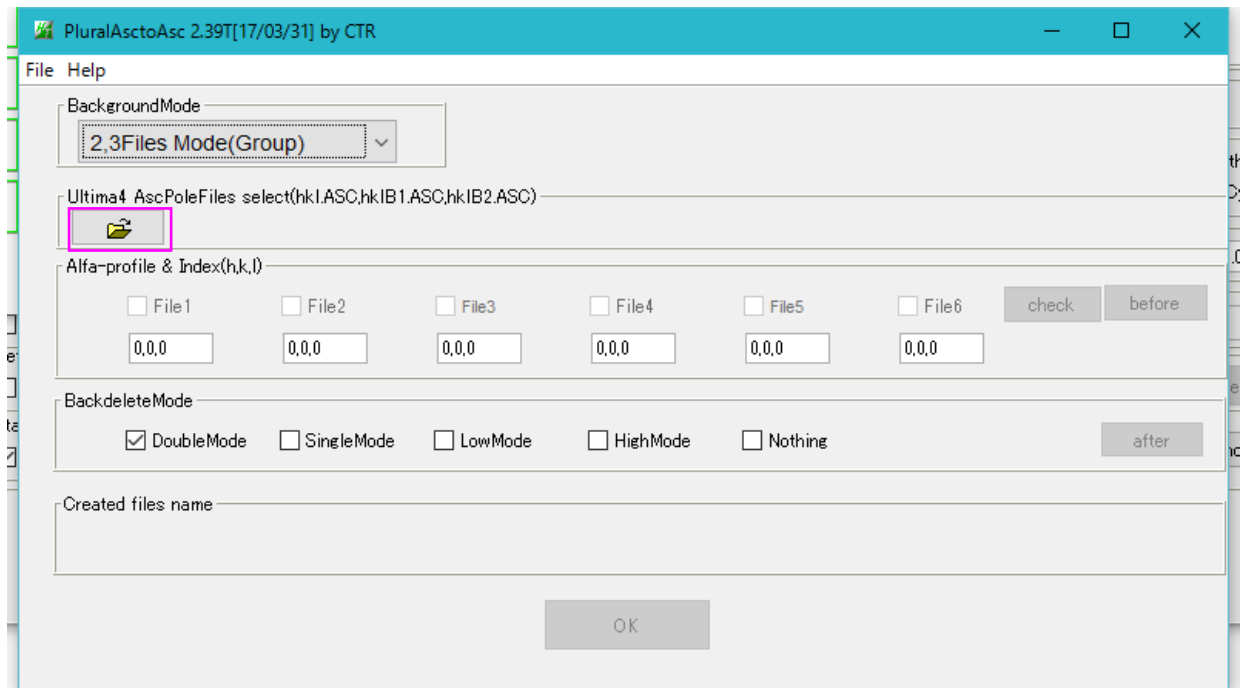 PluralAsctoAsc 2.39T[17/03/31] by CTR
File Help
BackgroundMode
2,3Files Mode(Group)
Ultima4 AscPoleFiles select(hkl.ASC,hklB1.ASC,hklB2.ASC)
Alfa-profile & Index(h,k,l)
File1 File2 File3 File4 File5 File6 check before
0,0,0 0,0,0 0,0,0 0,0,0 0,0,0 0,0,0
BackdeleteMode
DoubleMode SingleMode LowMode HighMode Nothing after
Created files name
OK